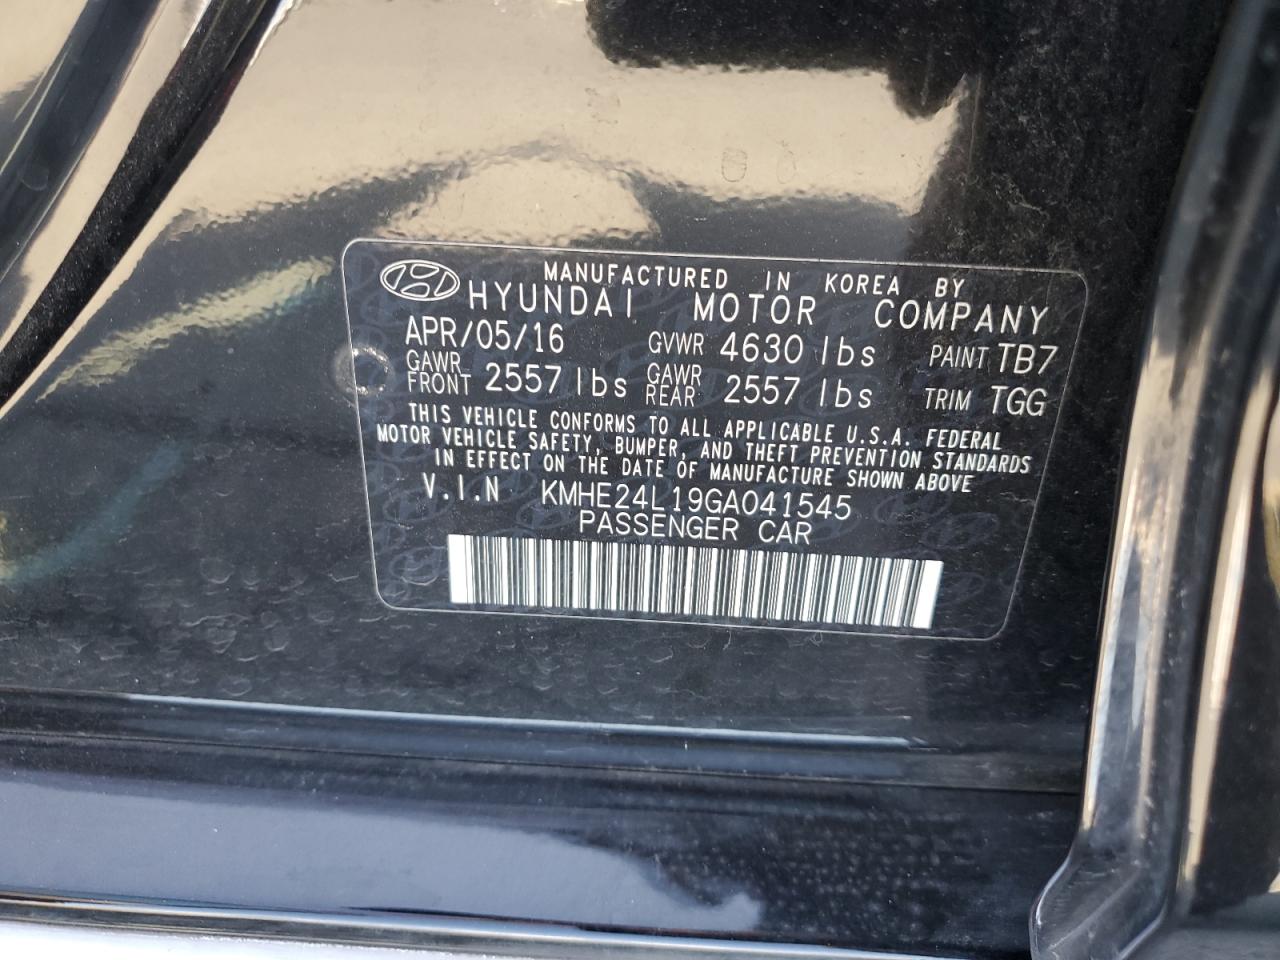 MANUFACTURED IN KOREA BY
HYUNDAI MOTOR COMPANY
APR/05/16 GVWR 4630 lbs PAINT TB7
GAWR FRONT 2557 lbs GAWR REAR 2557 lbs TRIM TGG
THIS VEHICLE CONFORMS TO ALL APPLICABLE U.S.A. FEDERAL
MOTOR VEHICLE SAFETY, BUMPER, AND THEFT PREVENTION STANDARDS
IN EFFECT ON THE DATE OF MANUFACTURE SHOWN ABOVE
V.I.N KMHE24L19GA041545
PASSENGER CAR